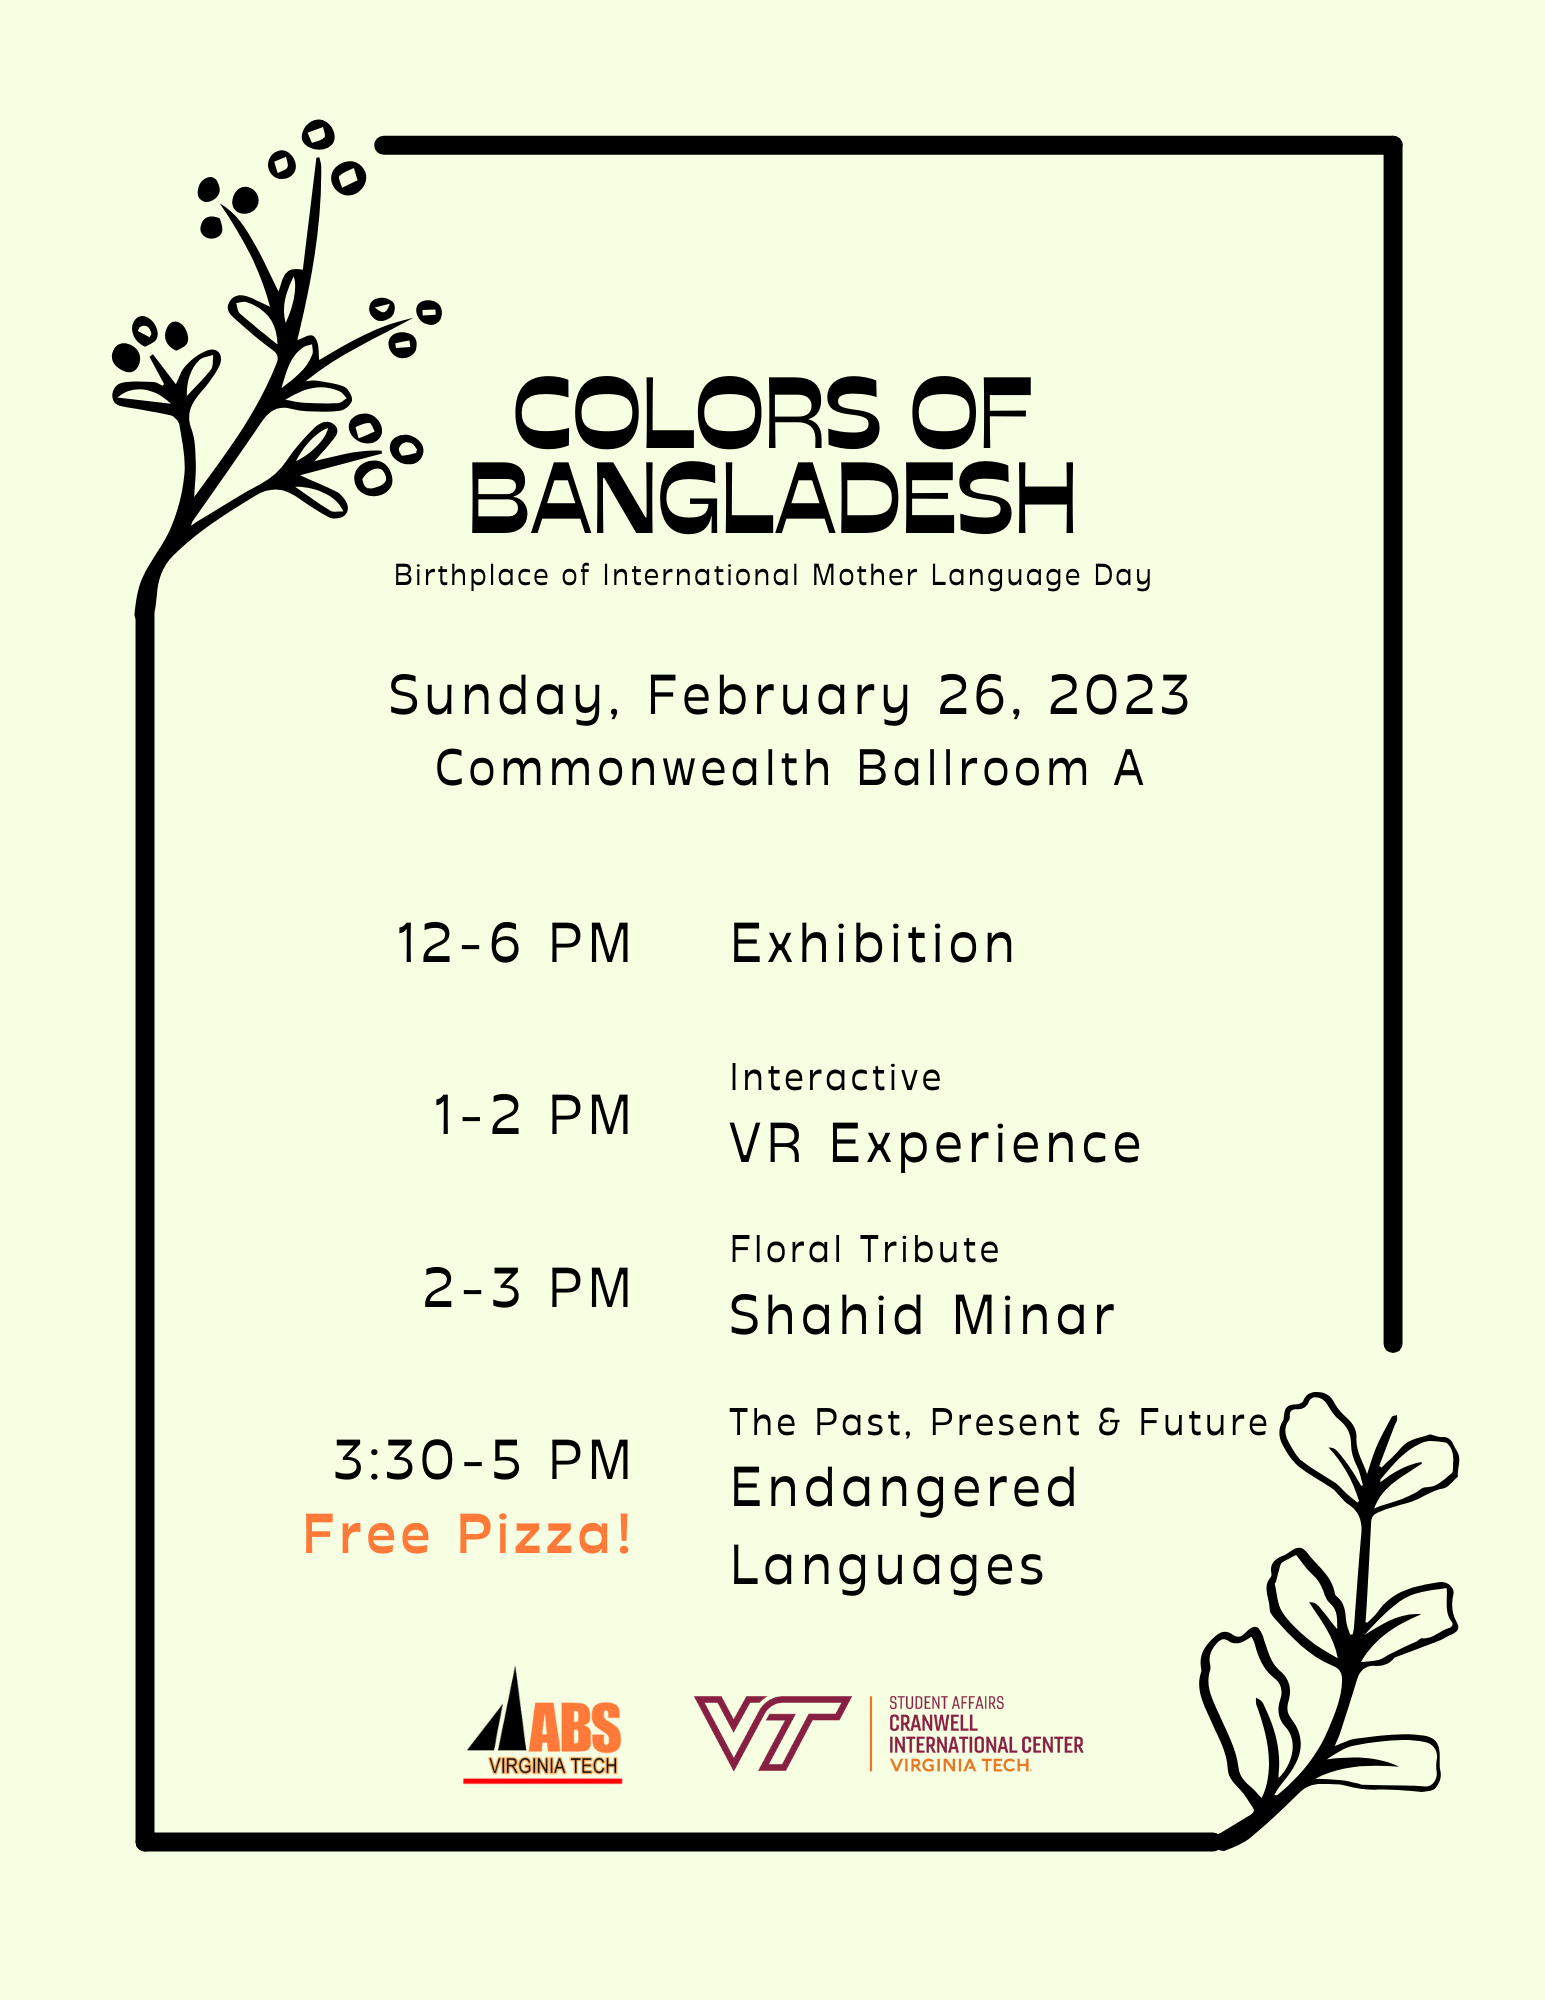 COLORS OF
BANGLADESH
Birthplace of International Mother Language Day
Sunday, February 26, 2023
Commonwealth Ballroom A
12-6 PM
Exhibition
1-2 PM
Interactive
VR Experience
2-3 PM
Floral Tribute
Shahid Minar
3:30-5 PM
Free Pizza!
The Past, Present & Future
Endangered
Languages
ABS
VIRGINIA TECH
VT
STUDENT AFFAIRS
CRANWELL
INTERNATIONAL CENTER
VIRGINIA TECH.